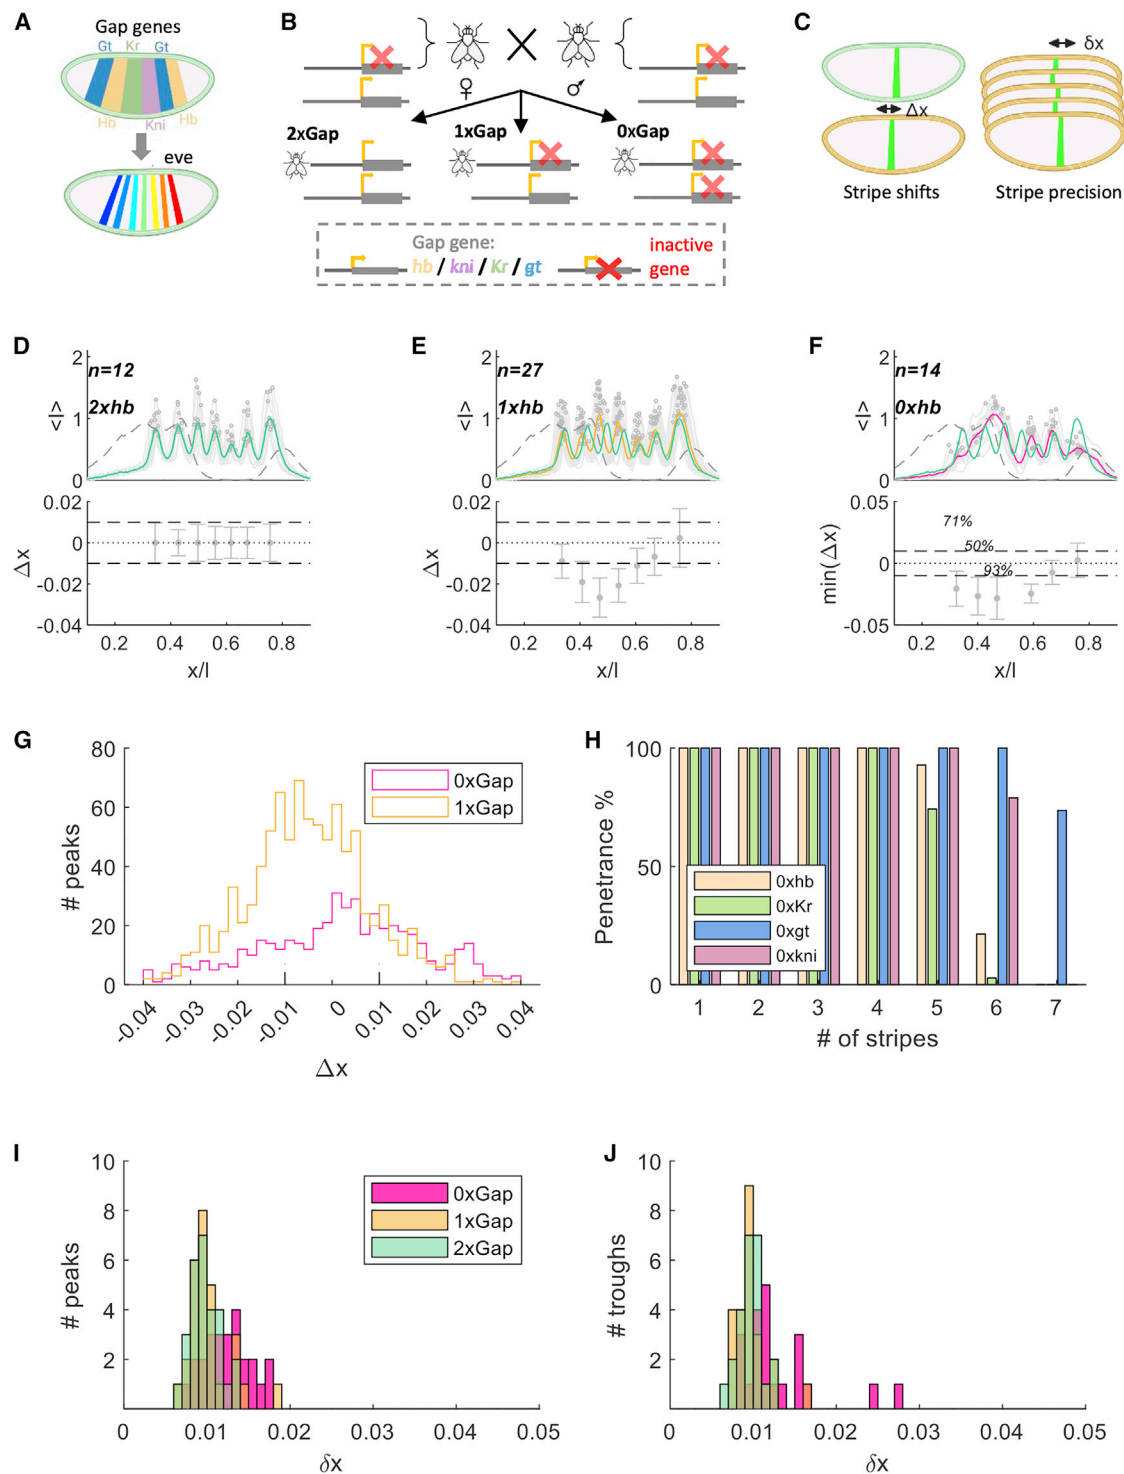 A
Gap genes
Gt Kr Gt
Hb Kni Hb
eve
B
♀ ♂
2xGap 1xGap 0xGap
Gap gene:
hb / kni / Kr / gt
inactive
gene
C
δx
Δx
Stripe shifts
Stripe precision
D
n=12
2xhb
<I>
2
1
0
0.02
0
-0.02
-0.04
Δx
0.2 0.4 0.6 0.8
x/l
E
n=27
1xhb
<I>
2
1
0
0.02
0
-0.02
-0.04
Δx
0.2 0.4 0.6 0.8
x/l
F
n=14
0xhb
<I>
2
1
0
0.05
0
-0.05
min(Δx)
71%
50%
93%
0.2 0.4 0.6 0.8
x/l
G
80
60
40
20
0
# peaks
0xGap
1xGap
-0.04 -0.03 -0.02 -0.01 0 0.01 0.02 0.03 0.04
Δx
H
100
50
0
Penetrance %
0xhb
0xKr
0xgt
0xkni
1 2 3 4 5 6 7
# of stripes
I
10
8
6
4
2
# peaks
0xGap
1xGap
2xGap
0 0.01 0.02 0.03 0.04 0.05
δx
J
10
8
6
4
2
# troughs
0 0.01 0.02 0.03 0.04 0.05
δx